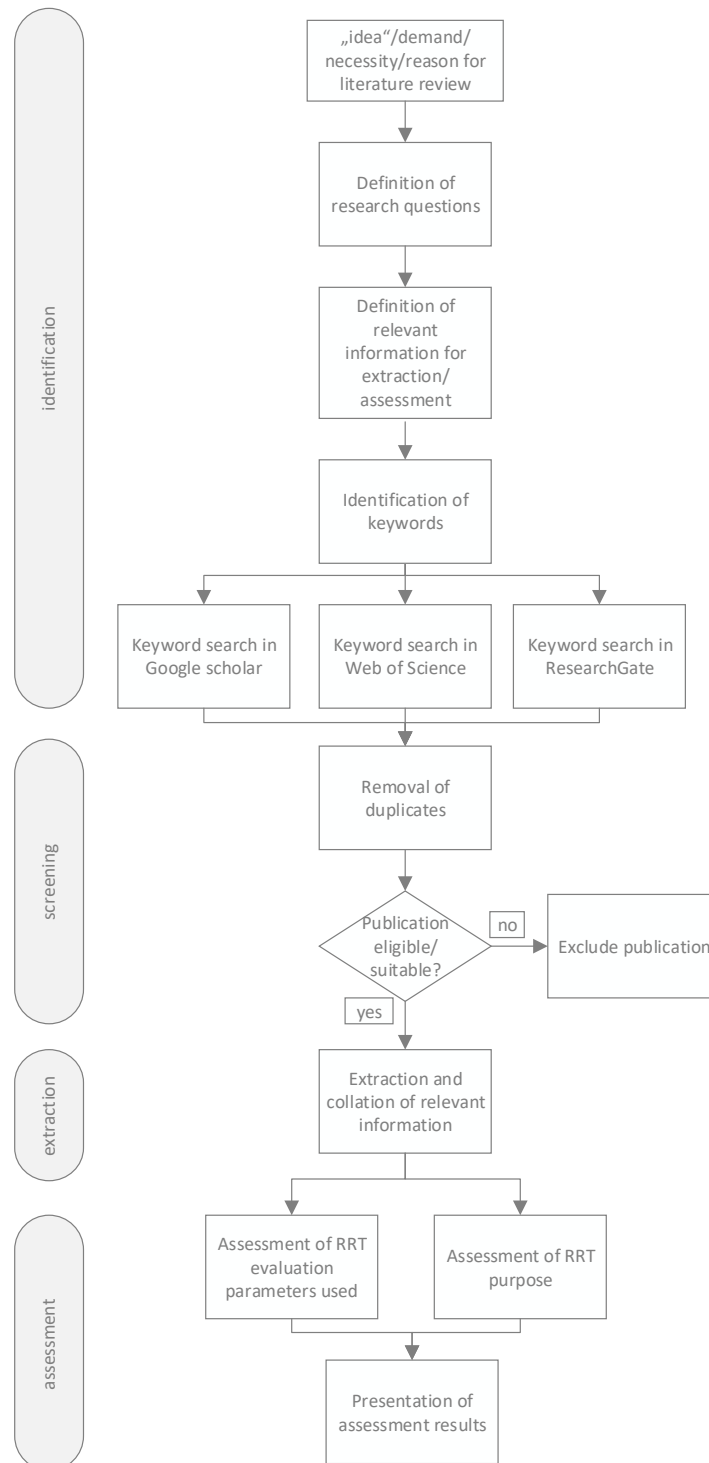 „idea“/demand/
necessity/reason for
literature review
Definition of
research questions
Definition of
relevant
information for
extraction/
assessment
identification
Identification of
keywords
Keyword search in
Google scholar
Keyword search in
Web of Science
Keyword search in
ResearchGate
Removal of
duplicates
screening
Publication
eligible/
suitable?
no
Exclude publication
yes
Extraction and
collation of relevant
information
extraction
Assessment of RRT
evaluation
parameters used
Assessment of RRT
purpose
assessment
Presentation of
assessment results